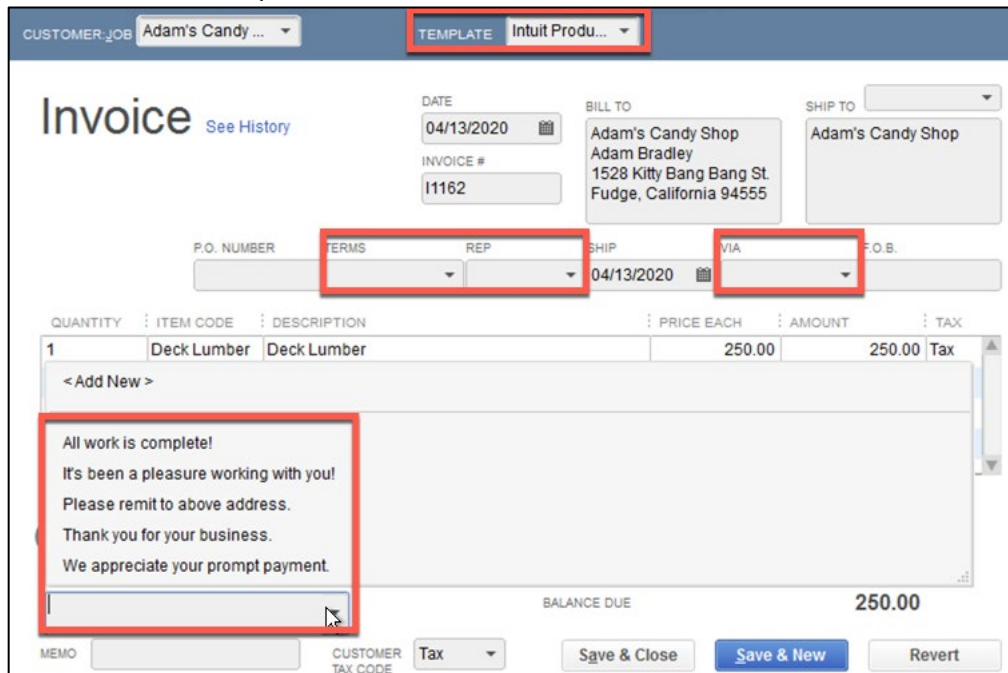 CUSTOMER:JOB Adam's Candy ... TEMPLATE Intuit Produ...
Invoice See History
DATE
04/13/2020
INVOICE #
I1162
BILL TO
Adam's Candy Shop
Adam Bradley
1528 Kitty Bang Bang St.
Fudge, California 94555
SHIP TO
Adam's Candy Shop
P.O. NUMBER TERMS REP SHIP VIA F.O.B.
04/13/2020
QUANTITY ITEM CODE DESCRIPTION PRICE EACH AMOUNT TAX
1 Deck Lumber Deck Lumber 250.00 250.00 Tax
< Add New >
All work is complete!
It's been a pleasure working with you!
Please remit to above address.
Thank you for your business.
We appreciate your prompt payment.
BALANCE DUE 250.00
MEMO CUSTOMER TAX CODE Tax Save & Close Save & New Revert